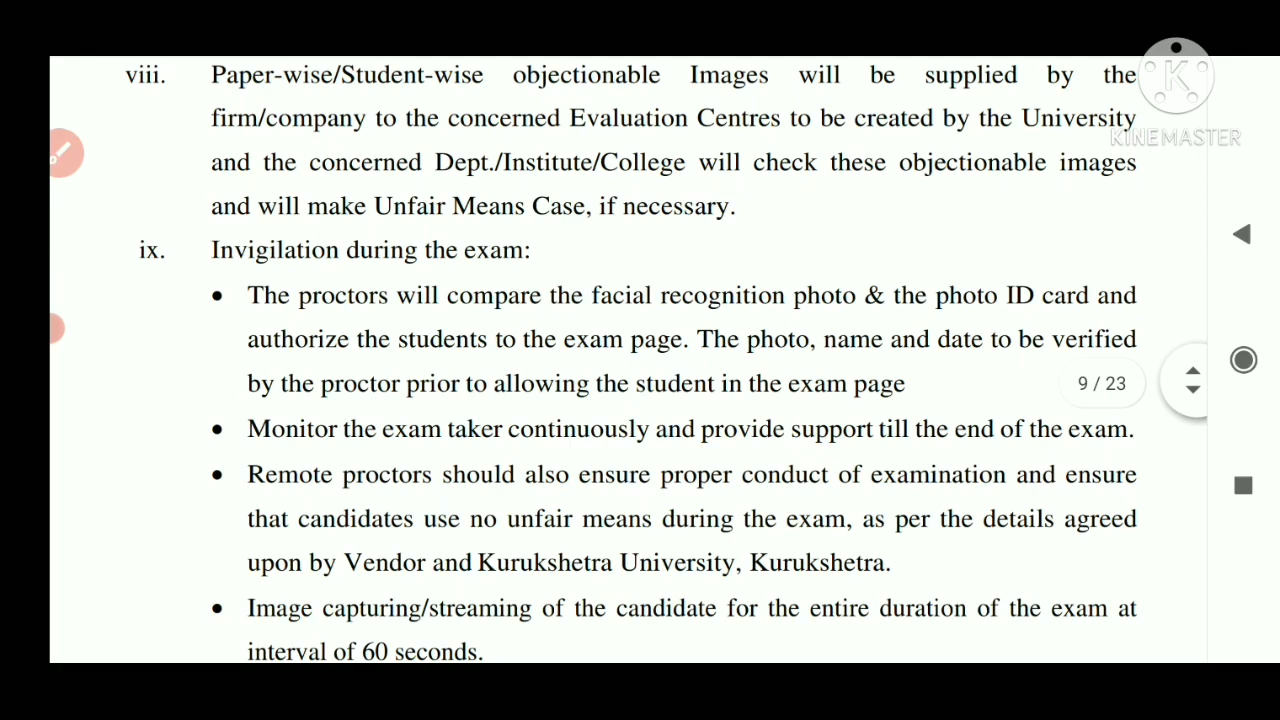 viii. Paper-wise/Student-wise objectionable Images will be supplied by the
firm/company to the concerned Evaluation Centres to be created by the University
and the concerned Dept./Institute/College will check these objectionable images
and will make Unfair Means Case, if necessary.
ix. Invigilation during the exam:
• The proctors will compare the facial recognition photo & the photo ID card and
authorize the students to the exam page. The photo, name and date to be verified
by the proctor prior to allowing the student in the exam page
• Monitor the exam taker continuously and provide support till the end of the exam.
• Remote proctors should also ensure proper conduct of examination and ensure
that candidates use no unfair means during the exam, as per the details agreed
upon by Vendor and Kurukshetra University, Kurukshetra.
• Image capturing/streaming of the candidate for the entire duration of the exam at
interval of 60 seconds.
K
KINEMASTER
9 / 23